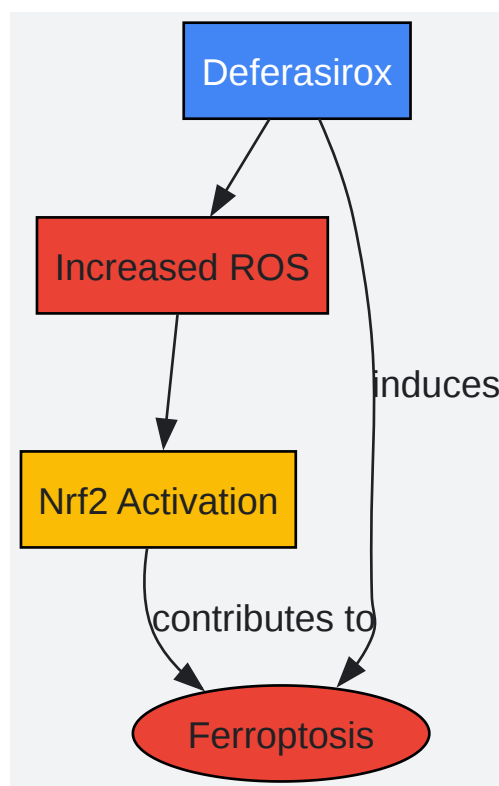 Deferasirox
Increased ROS
induces
Nrf2 Activation
contributes to
Ferroptosis